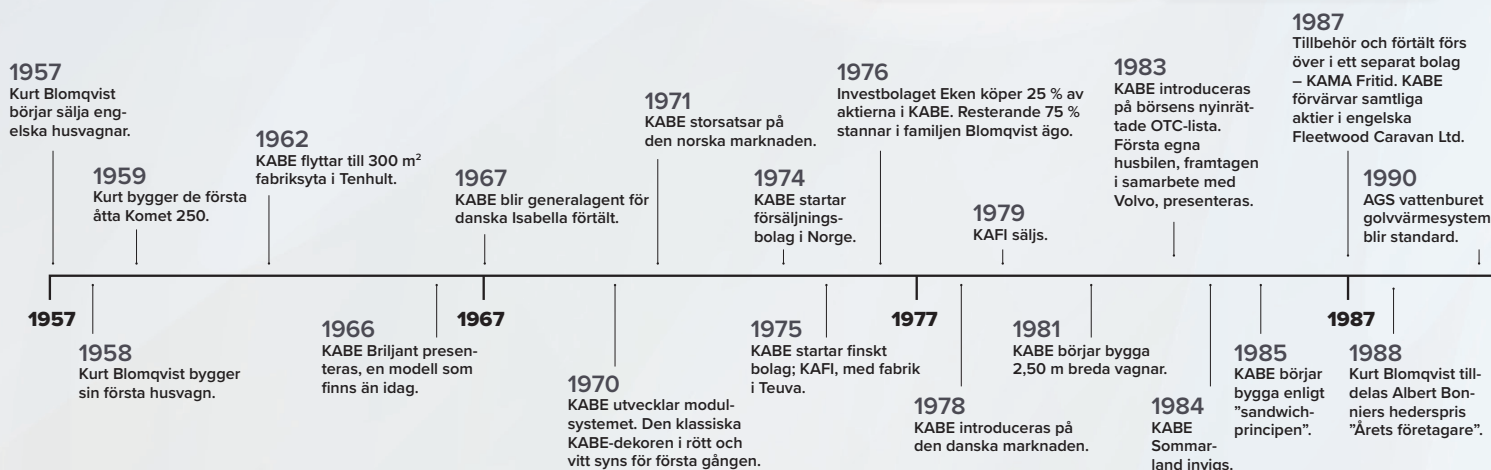 1957
Kurt Blomqvist
börjar sälja eng-
elska husvagnar.
1959
Kurt bygger de första
åtta Komet 250.
1962
KABE flyttar till 300 m²
fabriksyta i Tenhult.
1967
KABE blir generalagent för
danska Isabella förtält.
1971
KABE storsatsar på
den norska marknaden.
1974
KABE startar
försäljnings-
bolag i Norge.
1976
Investbolaget Eken köper 25 % av
aktierna i KABE. Resterande 75 %
stannar i familjen Blomqvist ägo.
1979
KAFI säljs.
1983
KABE introduceras
på börsens nyinrät-
tade OTC-lista.
Första egna
husbilen, framtagen
i samarbete med
Volvo, presenteras.
1987
Tillbehör och förtält förs
över i ett separat bolag
– KAMA Fritid. KABE
förvärvar samtliga
aktier i engelska
Fleetwood Caravan Ltd.
1990
AGS vattenburet
golvvärmesystem
blir standard.
1957
1967
1977
1987
1958
Kurt Blomqvist bygger
sin första husvagn.
1966
KABE Briljant presen-
teras, en modell som
finns än idag.
1970
KABE utvecklar modul-
systemet. Den klassiska
KABE-dekoren i rött och
vitt syns för första gången.
1975
KABE startar finskt
bolag; KAFI, med fabrik
i Teuva.
1978
KABE introduceras på
den danska marknaden.
1981
KABE börjar bygga
2,50 m breda vagnar.
1984
KABE
Sommar-
land invigs.
1985
KABE börjar
bygga enligt
”sandwich-
principen”.
1988
Kurt Blomqvist till-
delas Albert Bon-
niers hederspris
”Årets företagare”.